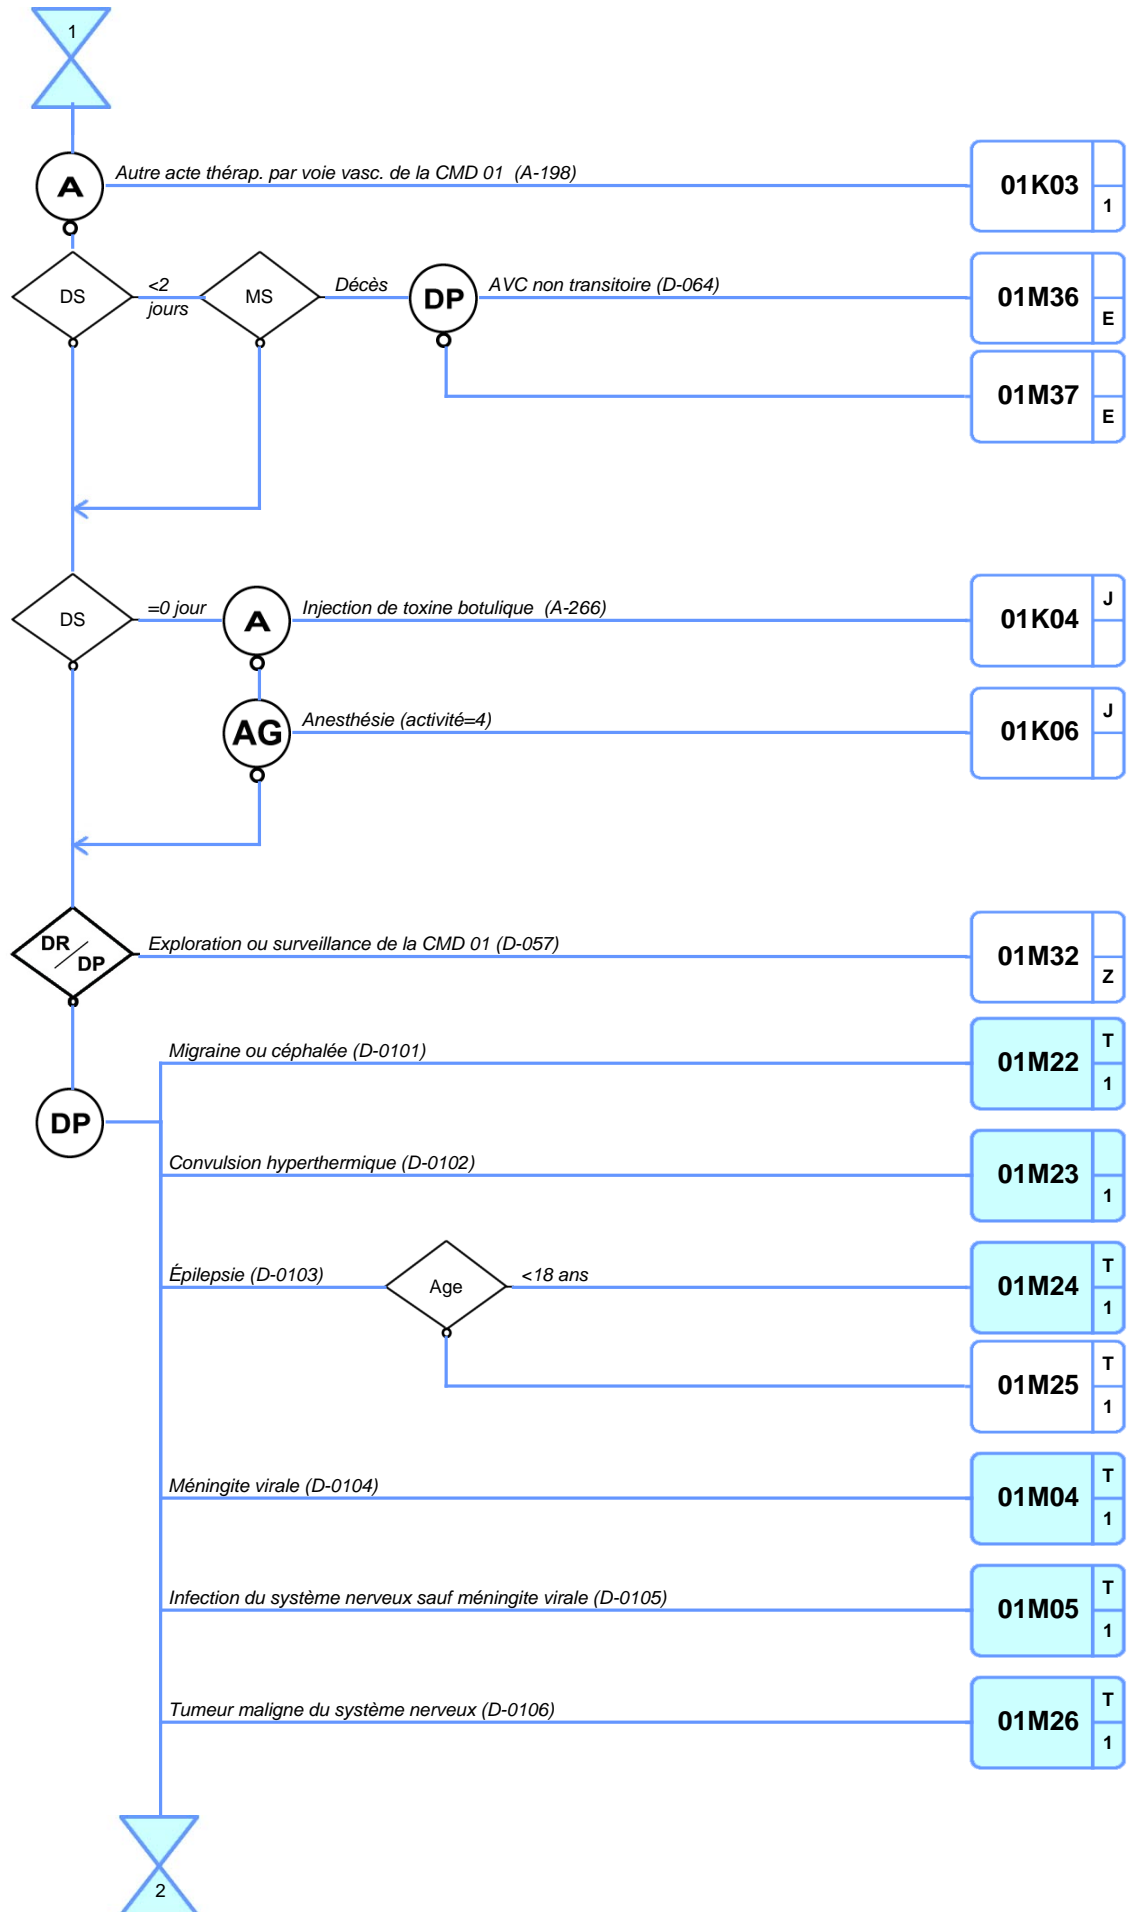 1
A
Autre acte thérap. par voie vasc. de la CMD 01 (A-198)
01K03
1
DS
<2
jours
MS
Décès
DP
AVC non transitoire (D-064)
01M36
E
01M37
E
DS
=0 jour
A
Injection de toxine botulique (A-266)
01K04
J
AG
Anesthésie (activité=4)
01K06
J
DR
DP
Exploration ou surveillance de la CMD 01 (D-057)
01M32
Z
Migraine ou céphalée (D-0101)
01M22
T
1
DP
Convulsion hyperthermique (D-0102)
01M23
1
Épilepsie (D-0103)
Age
<18 ans
01M24
T
1
01M25
T
1
Méningite virale (D-0104)
01M04
T
1
Infection du système nerveux sauf méningite virale (D-0105)
01M05
T
1
Tumeur maligne du système nerveux (D-0106)
01M26
T
1
2